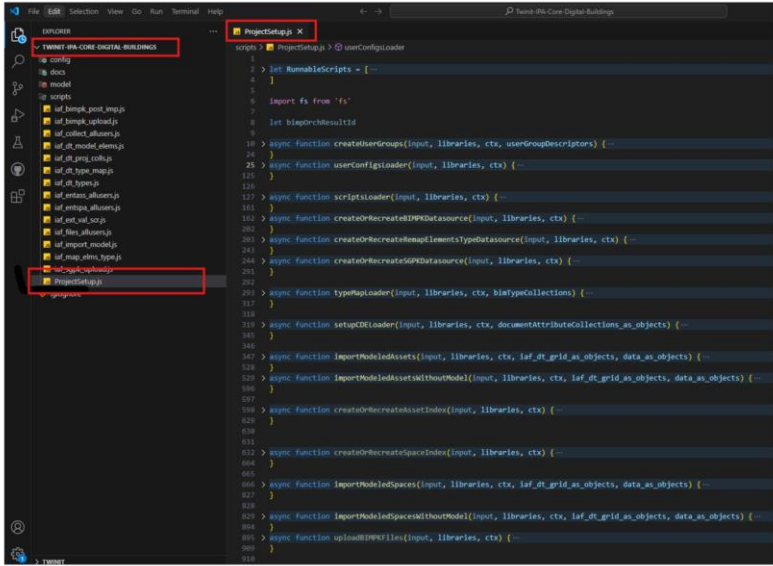 File Edit Selection View Go Run Terminal Help
Twinit-IPA-Core-Digital-Buildings
EXPLORER
TWINIT-IPA-CORE-DIGITAL-BUILDINGS
config
docs
model
scripts
iaf_bimpk_post_imp.js
iaf_bimpk_upload.js
iaf_collect_allusers.js
iaf_dt_model_elems.js
iaf_dt_proj_colls.js
iaf_dt_type_map.js
iaf_dt_types.js
iaf_entass_allusers.js
iaf_entspa_allusers.js
iaf_ext_val_scr.js
iaf_files_allusers.js
iaf_import_model.js
iaf_map_elms_type.js
iaf_sgpk_upload.js
ProjectSetup.js
.gitignore
TWINIT
ProjectSetup.js
scripts > ProjectSetup.js > userConfigsLoader
1
2 let RunnableScripts = [ ...
4 ]
5
6 import fs from 'fs'
7
8 let bimpOrchResultId
9
10 async function createUserGroups(input, libraries, ctx, userGroupDescriptors) { ...
24 }
25 async function userConfigsLoader(input, libraries, ctx) { ...
125 }
126
127 async function scriptsLoader(input, libraries, ctx) { ...
161 }
162 async function createOrRecreateBIMPKDatasource(input, libraries, ctx) { ...
202 }
203 async function createOrRecreateRemapElementsTypeDatasource(input, libraries, ctx) { ...
243 }
244 async function createOrRecreateSGPKDatasource(input, libraries, ctx) { ...
291 }
292
293 async function typeMapLoader(input, libraries, ctx, bimTypeCollections) { ...
317 }
318
319 async function setupCDELoader(input, libraries, ctx, documentAttributeCollections_as_objects) { ...
345 }
346
347 async function importModeledAssets(input, libraries, ctx, iaf_dt_grid_as_objects, data_as_objects) { ...
528 }
529 async function importModeledAssetsWithoutModel(input, libraries, ctx, iaf_dt_grid_as_objects, data_as_objects) { ...
596 }
597
598 async function createOrRecreateAssetIndex(input, libraries, ctx) { ...
629 }
630
631
632 async function createOrRecreateSpaceIndex(input, libraries, ctx) { ...
664 }
665
666 async function importModeledSpaces(input, libraries, ctx, iaf_dt_grid_as_objects, data_as_objects) { ...
827 }
828
829 async function importModeledSpacesWithoutModel(input, libraries, ctx, iaf_dt_grid_as_objects, data_as_objects) { ...
894 }
895 async function uploadBIMPKFiles(input, libraries, ctx) { ...
909 }
910